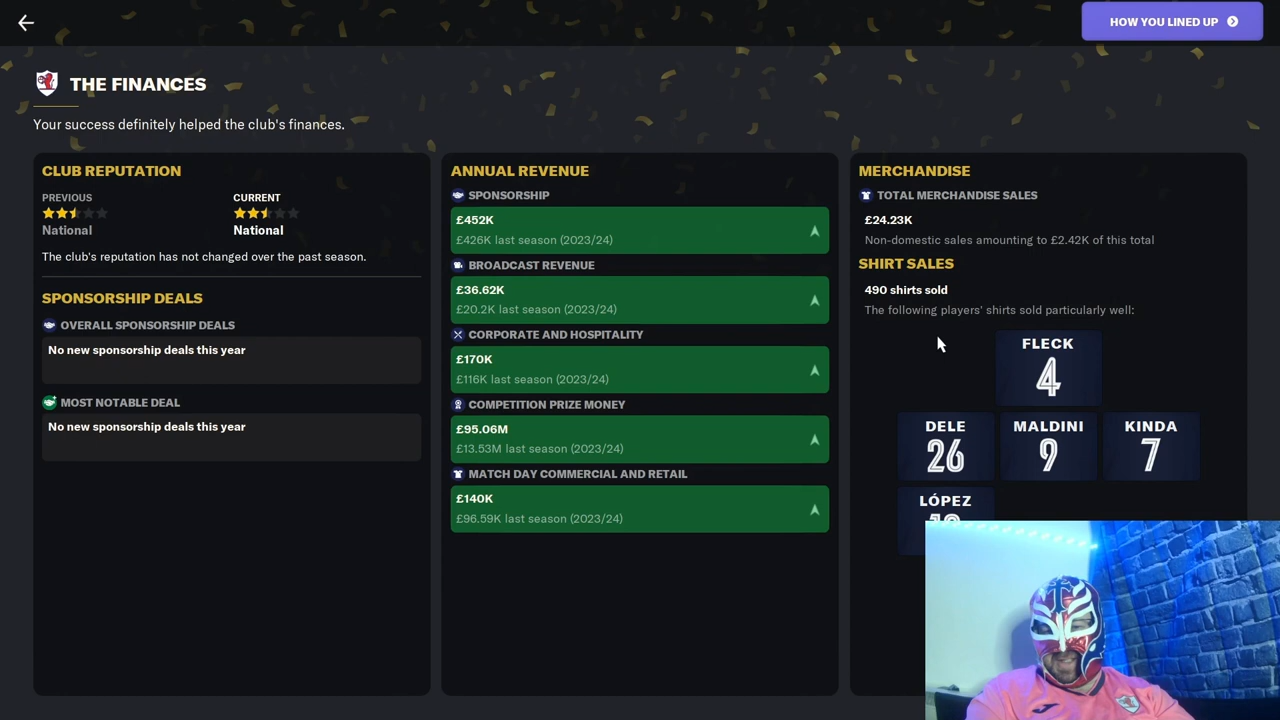 HOW YOU LINED UP
THE FINANCES
Your success definitely helped the club's finances.
CLUB REPUTATION
PREVIOUS
CURRENT
National
National
The club's reputation has not changed over the past season.
SPONSORSHIP DEALS
OVERALL SPONSORSHIP DEALS
No new sponsorship deals this year
MOST NOTABLE DEAL
No new sponsorship deals this year
ANNUAL REVENUE
SPONSORSHIP
£452K
£426K last season (2023/24)
BROADCAST REVENUE
£36.62K
£20.2K last season (2023/24)
CORPORATE AND HOSPITALITY
£170K
£116K last season (2023/24)
COMPETITION PRIZE MONEY
£95.06M
£13.53M last season (2023/24)
MATCH DAY COMMERCIAL AND RETAIL
£140K
£96.59K last season (2023/24)
MERCHANDISE
TOTAL MERCHANDISE SALES
£24.23K
Non-domestic sales amounting to £2.42K of this total
SHIRT SALES
490 shirts sold
The following players' shirts sold particularly well:
FLECK
4
DELE
26
MALDINI
9
KINDA
7
LÓPEZ